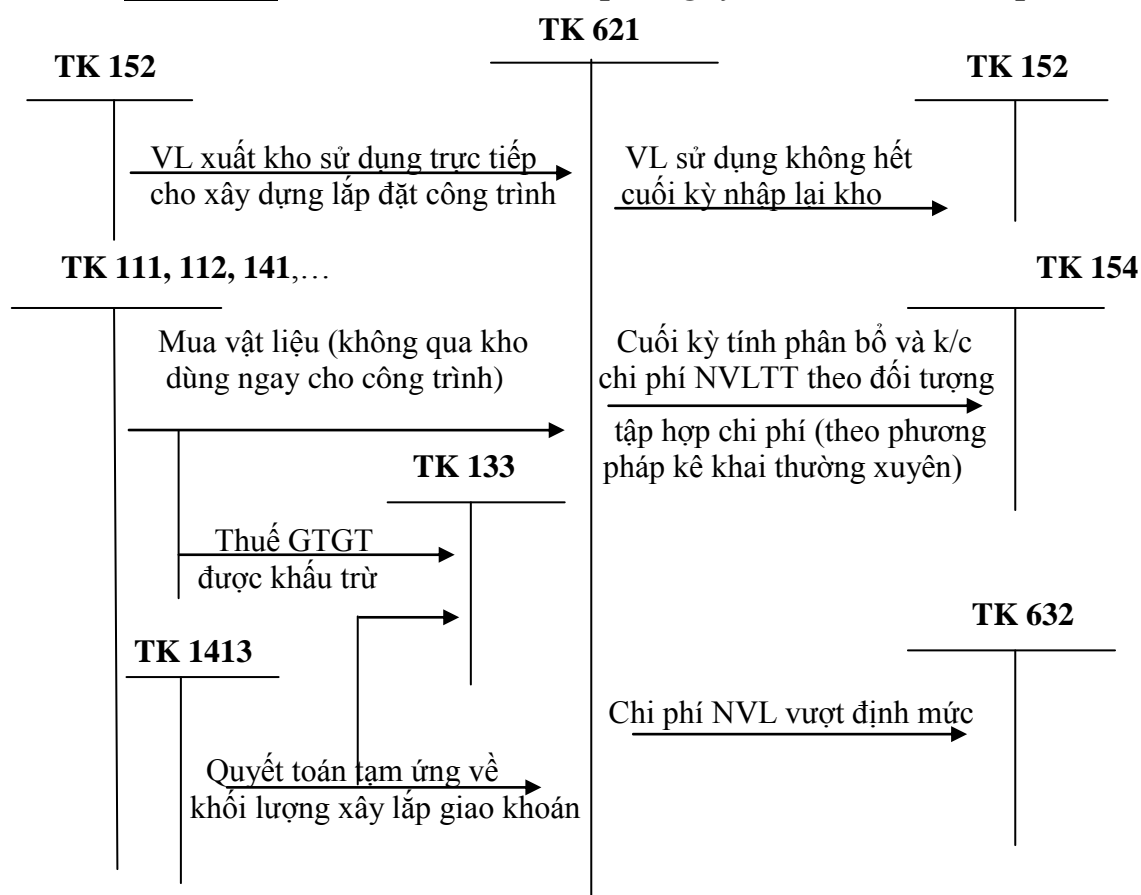 TK 621
TK 152
TK 152
VL xuất kho sử dụng trực tiếp
cho xây dựng lắp đặt công trình
VL sử dụng không hết
cuối kỳ nhập lại kho
TK 111, 112, 141,…
TK 154
Mua vật liệu (không qua kho
dùng ngay cho công trình)
Cuối kỳ tính phân bổ và k/c
chi phí NVLTT theo đối tượng
tập hợp chi phí (theo phương
pháp kê khai thường xuyên)
TK 133
Thuế GTGT
được khấu trừ
TK 632
TK 1413
Chi phí NVL vượt định mức
Quyết toán tạm ứng về
khối lượng xây lắp giao khoán